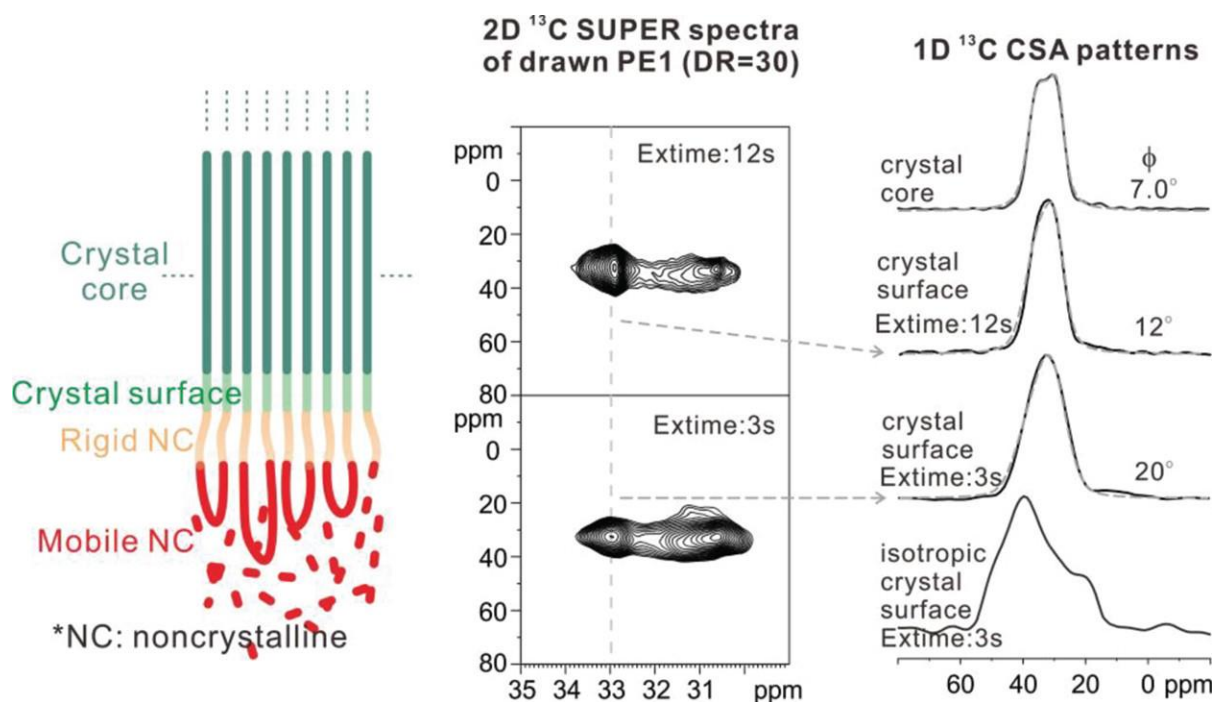 Crystal
core
Crystal surface
Rigid NC
Mobile NC
*NC: noncrystalline
2D ¹³C SUPER spectra
of drawn PE1 (DR=30)
ppm
0
20
40
60
80
Extime:12s
ppm
0
20
40
60
80
Extime:3s
35 34 33 32 31 ppm
1D ¹³C CSA patterns
crystal
core
ϕ
7.0°
crystal
surface
Extime:12s
12°
crystal
surface
Extime:3s
20°
isotropic
crystal
surface
Extime:3s
60 40 20 0 ppm